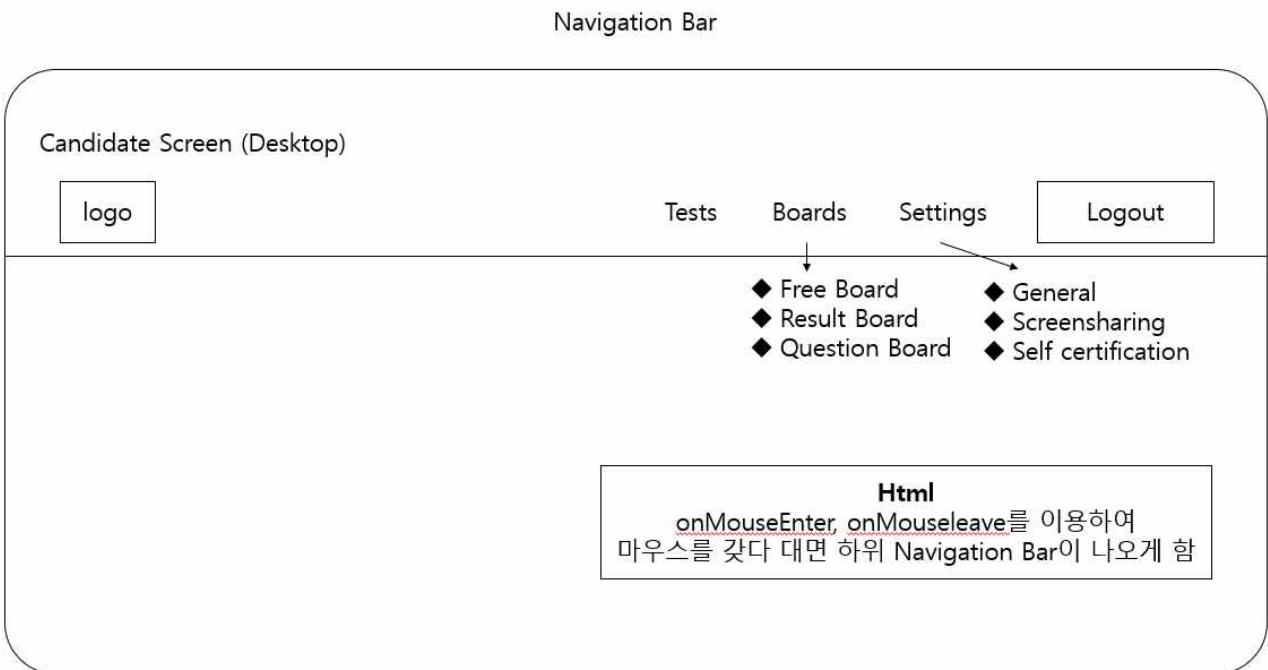 Navigation Bar
Candidate Screen (Desktop)
logo
Tests
Boards
Settings
Logout
◆ Free Board
◆ Result Board
◆ Question Board
◆ General
◆ Screensharing
◆ Self certification
Html
onMouseEnter, onMouseleave를 이용하여
마우스를 갖다 대면 하위 Navigation Bar이 나오게 함